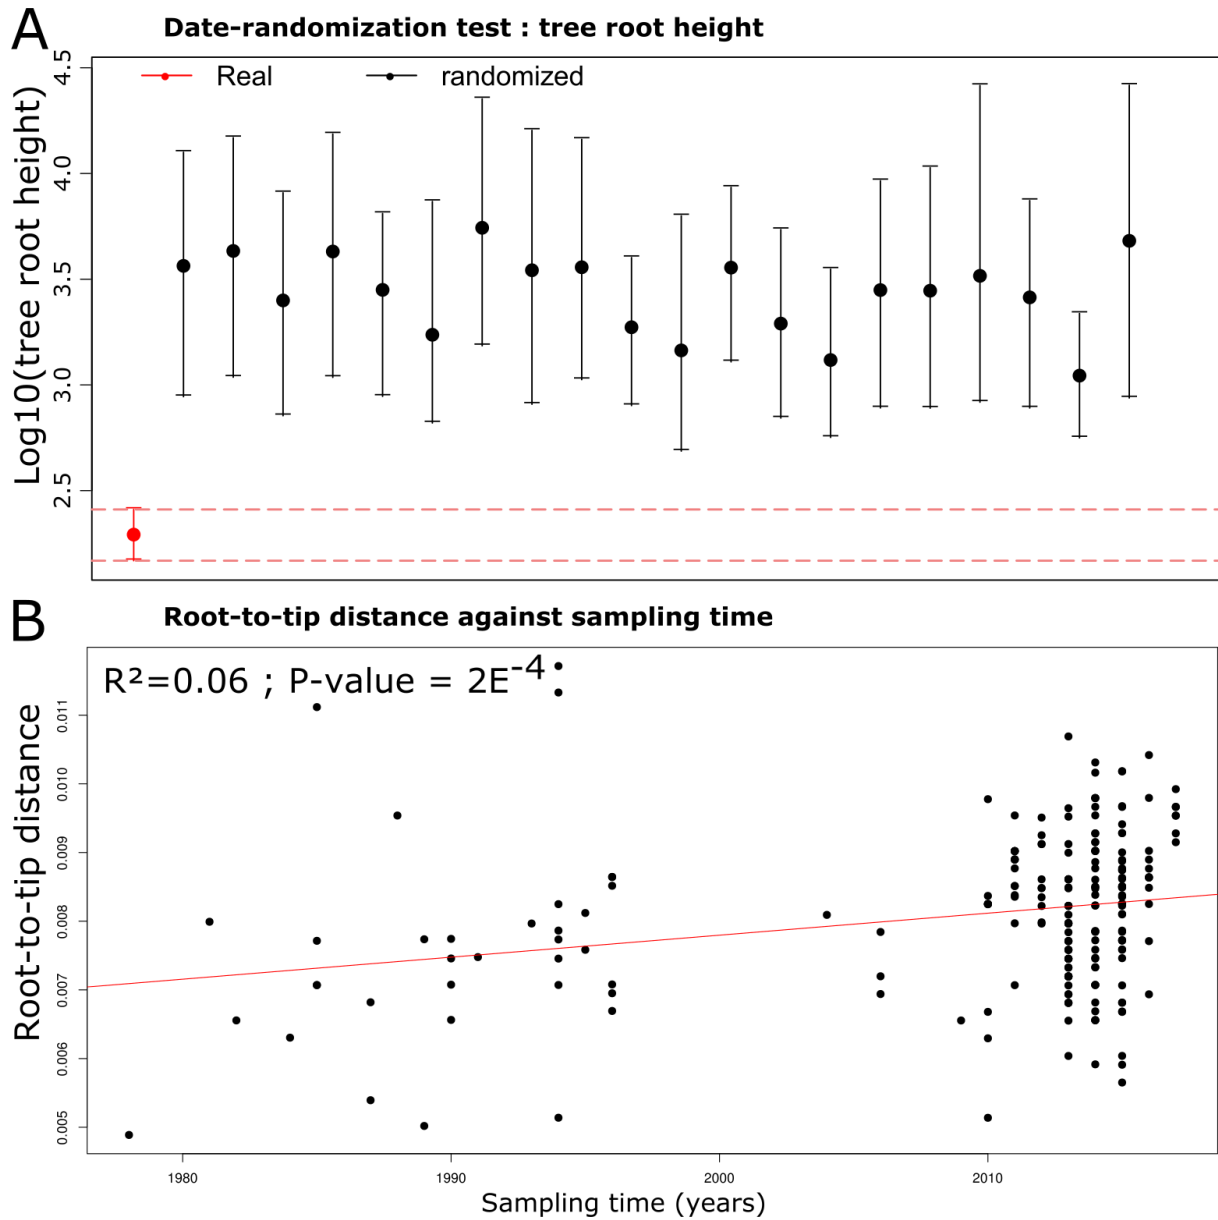 A
Date-randomization test : tree root height
Real
randomized
Log10(tree root height)
4.5
4.0
3.5
3.0
2.5
B
Root-to-tip distance against sampling time
R²=0.06 ; P-value = 2E-4
Root-to-tip distance
0.011
0.010
0.009
0.008
0.007
0.006
0.005
1980
1990
2000
2010
Sampling time (years)